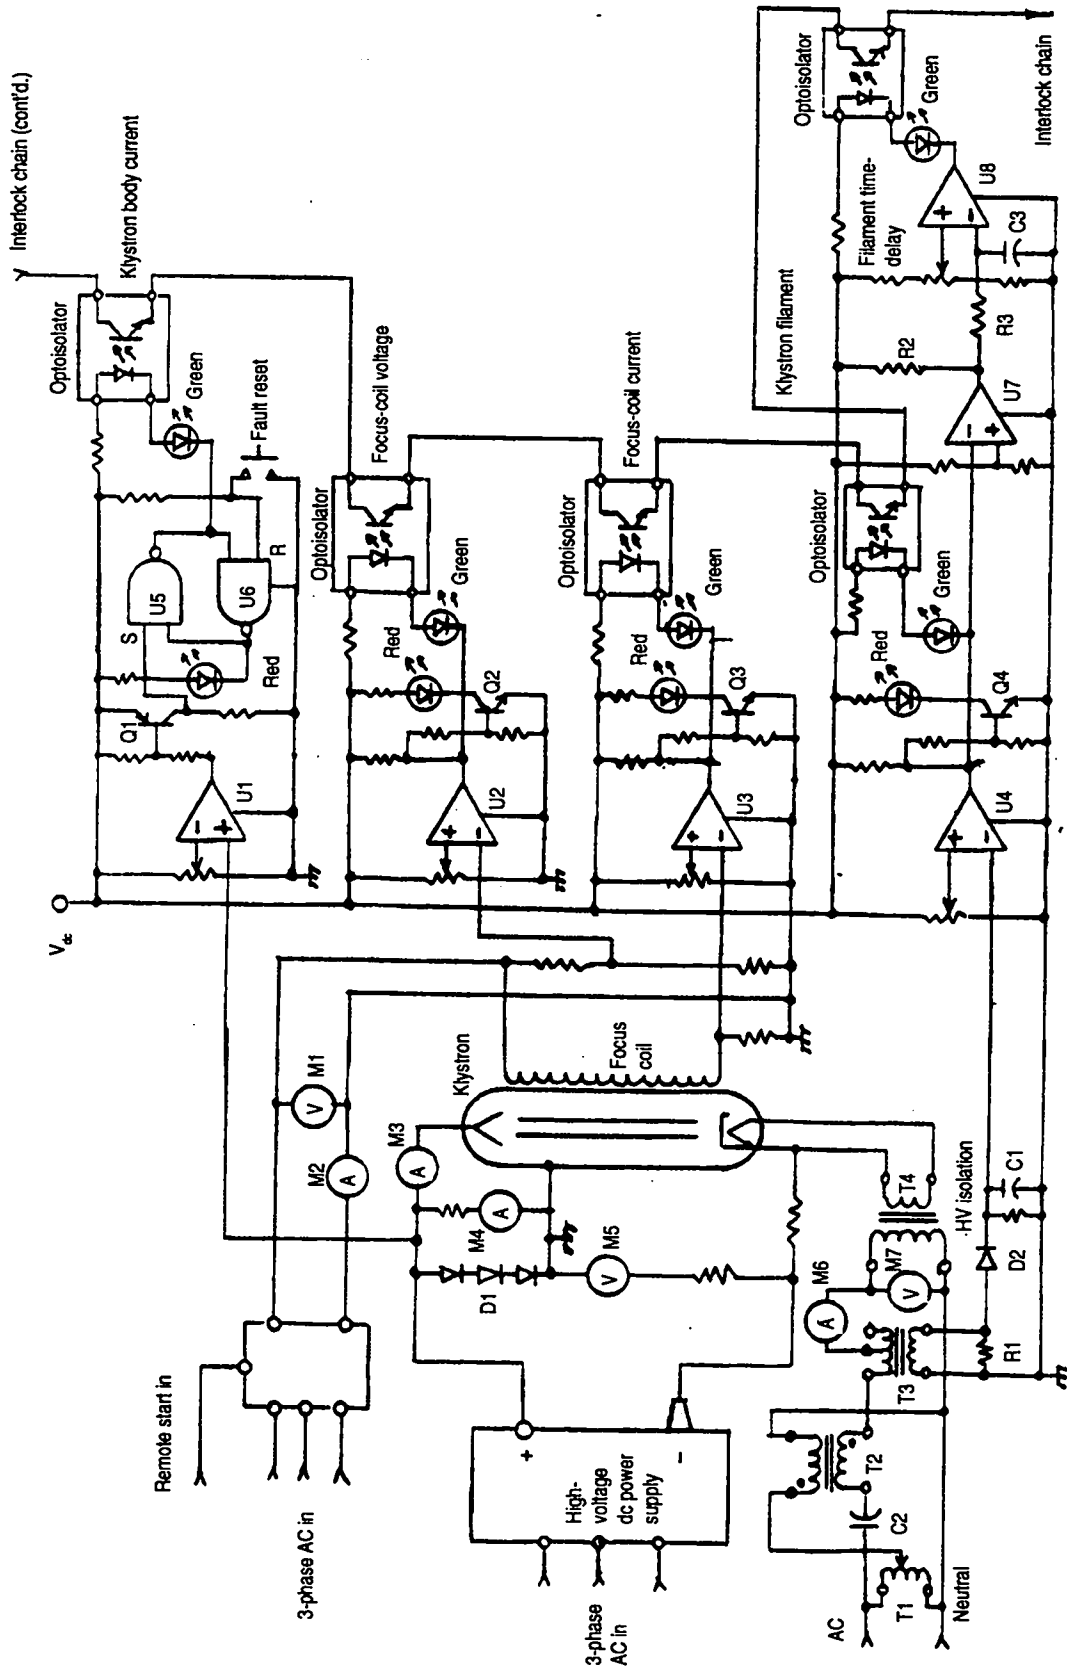 Interlock chain (cont'd.)
Klystron body current
Optoisolator
Green
Fault reset
S
U5
U6
R
Red
Q1
U1
−
+
V_dc
Focus-coil voltage
Optoisolator
Green
Red
Q2
U2
+
−
Focus-coil current
Optoisolator
Green
Red
Q3
U3
+
−
Klystron filament
Optoisolator
Green
Red
Q4
U4
+
−
Filament time-
delay
Optoisolator
Green
Interlock chain
U8
+
−
C3
R3
R2
U7
−
+
Remote start in
3-phase AC in
M1
V
M2
A
M3
A
M4
A
M5
V
D1
Klystron
Focus
coil
High-
voltage
dc power
supply
+
−
3-phase
AC in
HV isolation
T4
M7
V
M6
A
D2
C1
R1
T3
T2
C2
T1
AC
Neutral